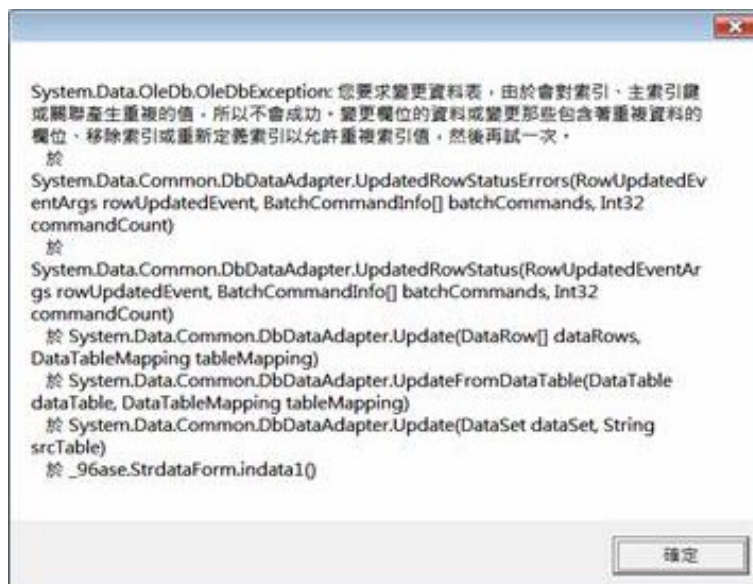 System.Data.OleDb.OleDbException: 您要求變更資料表，由於會對索引、主索引鍵
或關聯產生重複的值，所以不會成功。變更欄位的資料或變更那些包含著重複資料的
欄位、移除索引或重新定義索引以允許重複索引值，然後再試一次。
於
System.Data.Common.DbDataAdapter.UpdatedRowStatusErrors(RowUpdatedEv
entArgs rowUpdatedEvent, BatchCommandInfo[] batchCommands, Int32
commandCount)
於
System.Data.Common.DbDataAdapter.UpdatedRowStatus(RowUpdatedEventAr
gs rowUpdatedEvent, BatchCommandInfo[] batchCommands, Int32
commandCount)
於 System.Data.Common.DbDataAdapter.Update(DataRow[] dataRows,
DataTableMapping tableMapping)
於 System.Data.Common.DbDataAdapter.UpdateFromDataTable(DataTable
dataTable, DataTableMapping tableMapping)
於 System.Data.Common.DbDataAdapter.Update(DataSet dataSet, String
srcTable)
於 _96ase.StrdataForm.indata1()
確定